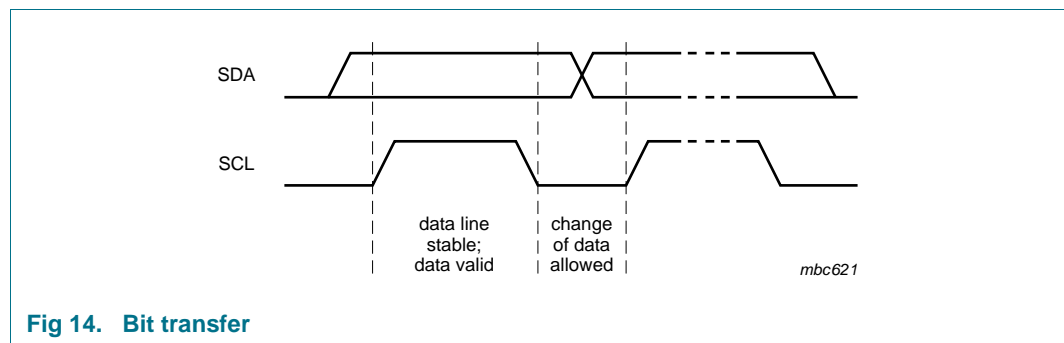 SDA
SCL
data line
stable;
data valid
change
of data
allowed
mbc621
Fig 14. Bit transfer